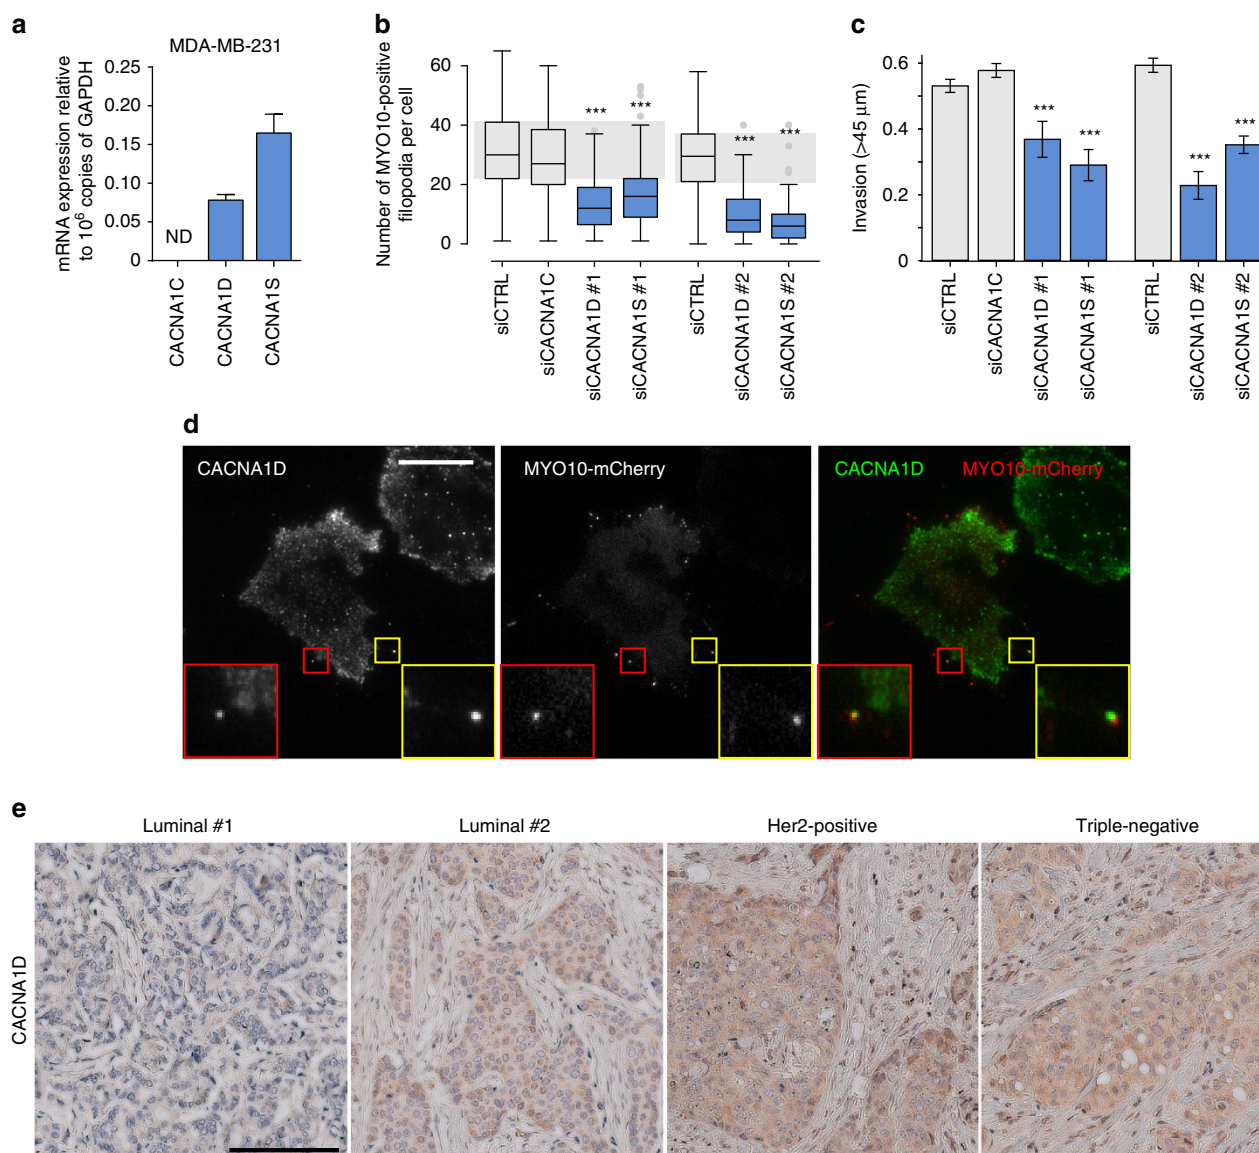 a
MDA-MB-231
mRNA expression relative
to 10⁶ copies of GAPDH
0.25
0.20
0.15
0.10
0.05
0
ND
CACNA1C
CACNA1D
CACNA1S
b
Number of MYO10-positive
filopodia per cell
60
40
20
0
***
***
***
***
siCTRL
siCACNA1C
siCACNA1D #1
siCACNA1S #1
siCTRL
siCACNA1D #2
siCACNA1S #2
c
Invasion (>45 μm)
0.6
0.4
0.2
0
***
***
***
***
siCTRL
siCACNA1C
siCACNA1D #1
siCACNA1S #1
siCTRL
siCACNA1D #2
siCACNA1S #2
d
CACNA1D
MYO10-mCherry
CACNA1D MYO10-mCherry
e
Luminal #1
Luminal #2
Her2-positive
Triple-negative
CACNA1D